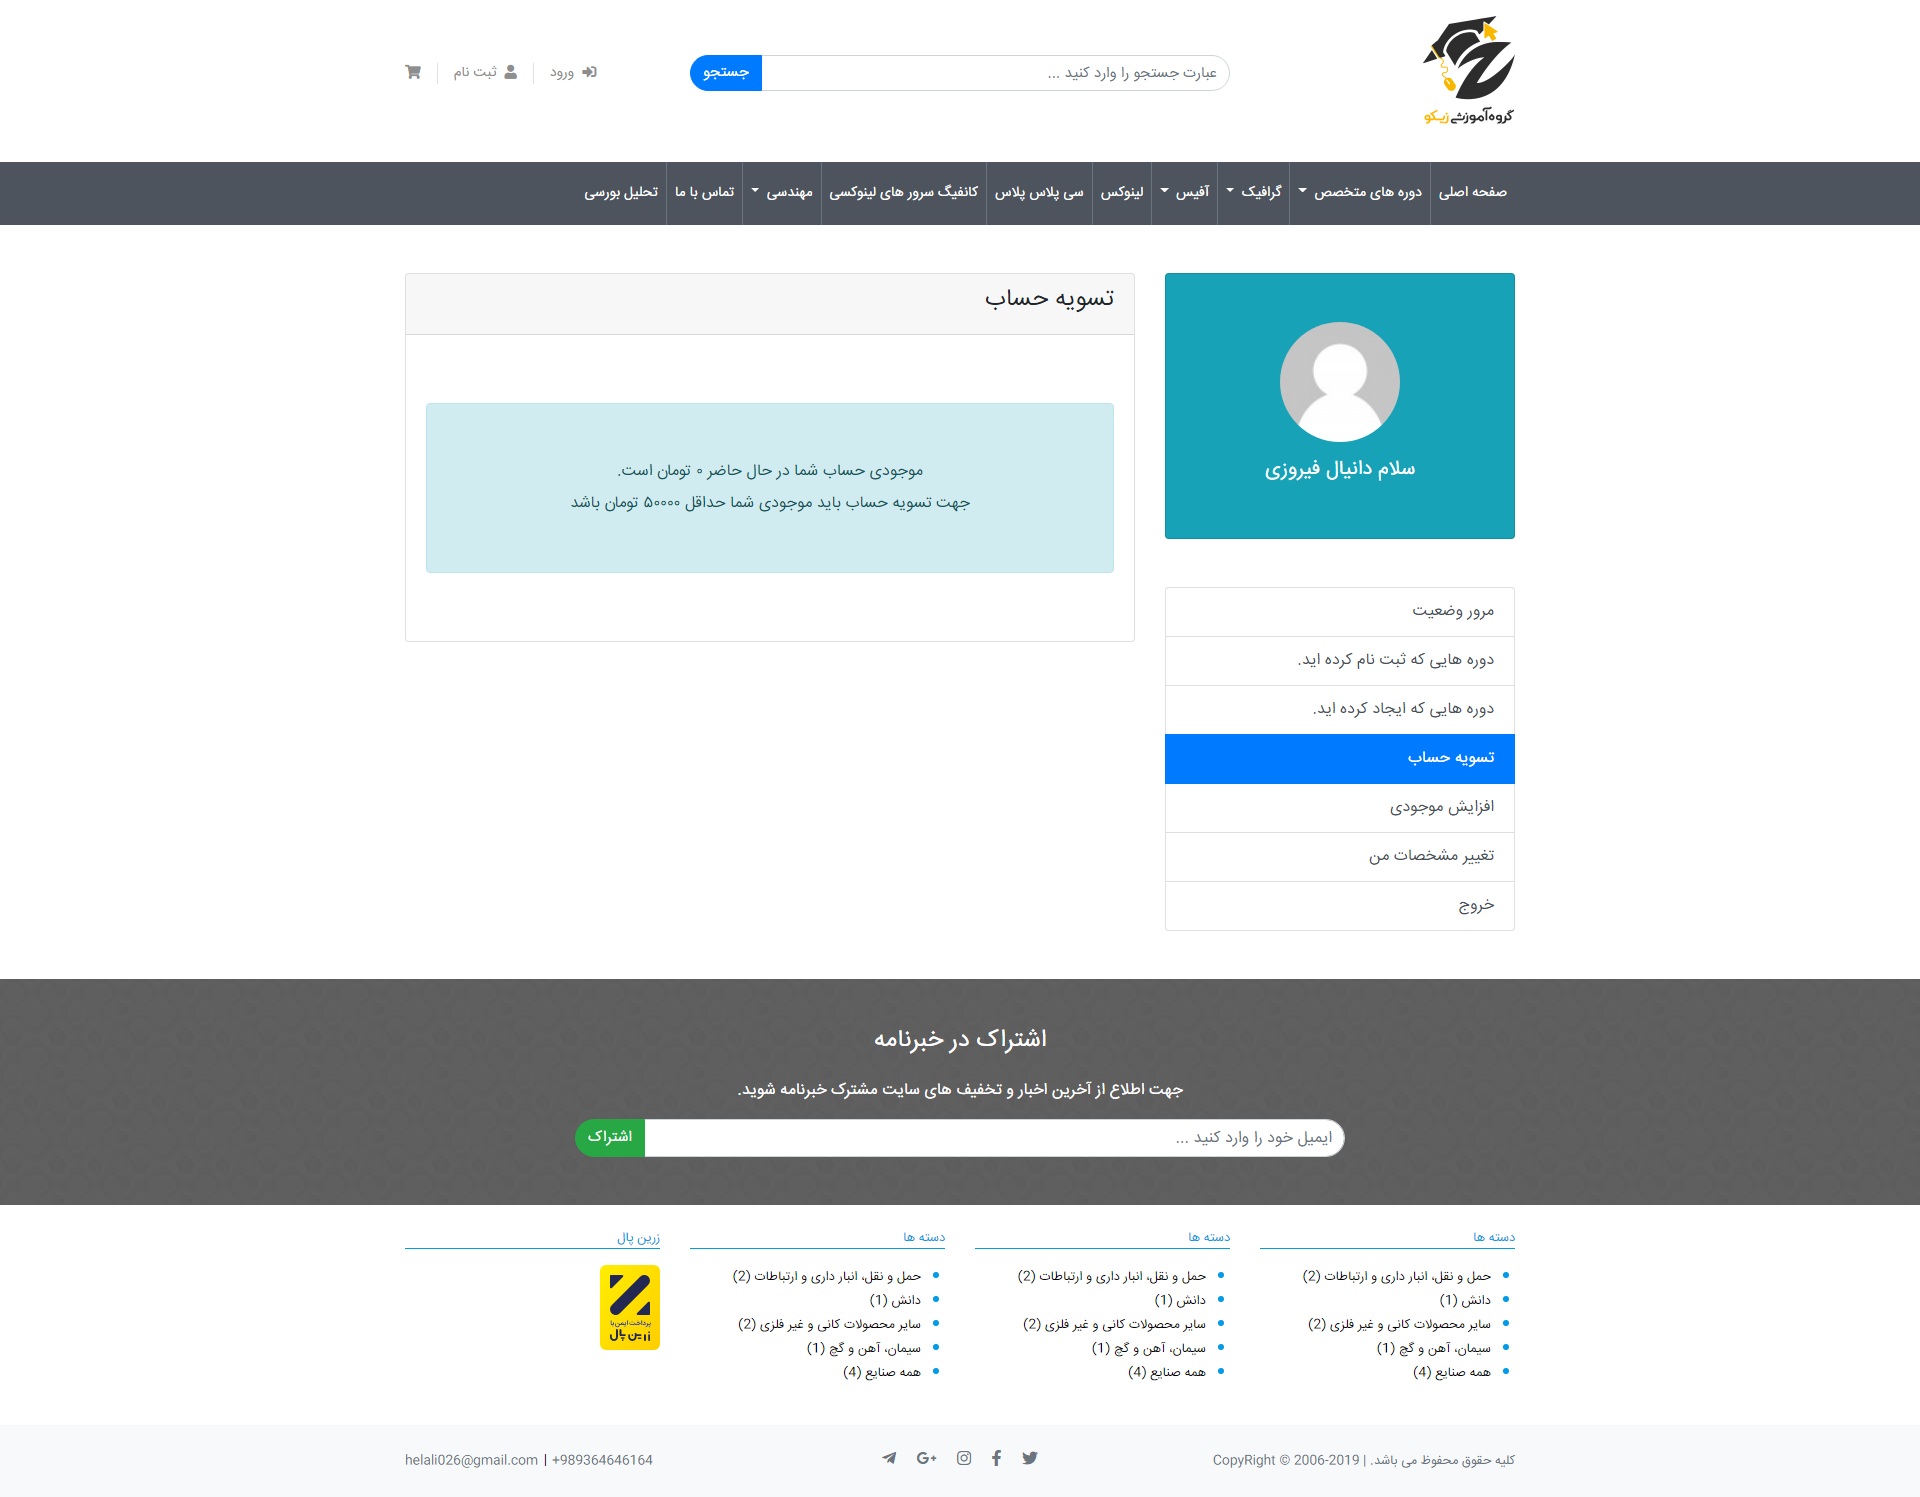 گروه آموزشی زیکو
عبارت جستجو را وارد کنید ...
جستجو
ورود
ثبت نام
صفحه اصلی
دوره های متخصص
گرافیک
آفیس
لینوکس
سی پلاس پلاس
کانفیگ سرور های لینوکسی
مهندسی
تماس با ما
تحلیل بورسی
سلام دانیال فیروزی
مرور وضعیت
دوره هایی که ثبت نام کرده اید.
دوره هایی که ایجاد کرده اید.
تسویه حساب
افزایش موجودی
تغییر مشخصات من
خروج
تسویه حساب
موجودی حساب شما در حال حاضر ۰ تومان است.
جهت تسویه حساب باید موجودی شما حداقل ۵۰۰۰۰ تومان باشد
اشتراک در خبرنامه
جهت اطلاع از آخرین اخبار و تخفیف های سایت مشترک خبرنامه شوید.
ایمیل خود را وارد کنید ...
اشتراک
دسته ها
حمل و نقل، انبار داری و ارتباطات (2)
دانش (1)
سایر محصولات کانی و غیر فلزی (2)
سیمان، آهن و گچ (1)
همه صنایع (4)
دسته ها
حمل و نقل، انبار داری و ارتباطات (2)
دانش (1)
سایر محصولات کانی و غیر فلزی (2)
سیمان، آهن و گچ (1)
همه صنایع (4)
دسته ها
حمل و نقل، انبار داری و ارتباطات (2)
دانش (1)
سایر محصولات کانی و غیر فلزی (2)
سیمان، آهن و گچ (1)
همه صنایع (4)
زرین پال
پرداخت ایمن با
زرین پال
کلیه حقوق محفوظ می باشد. | CopyRight © 2006-2019
helali026@gmail.com | +989364646164